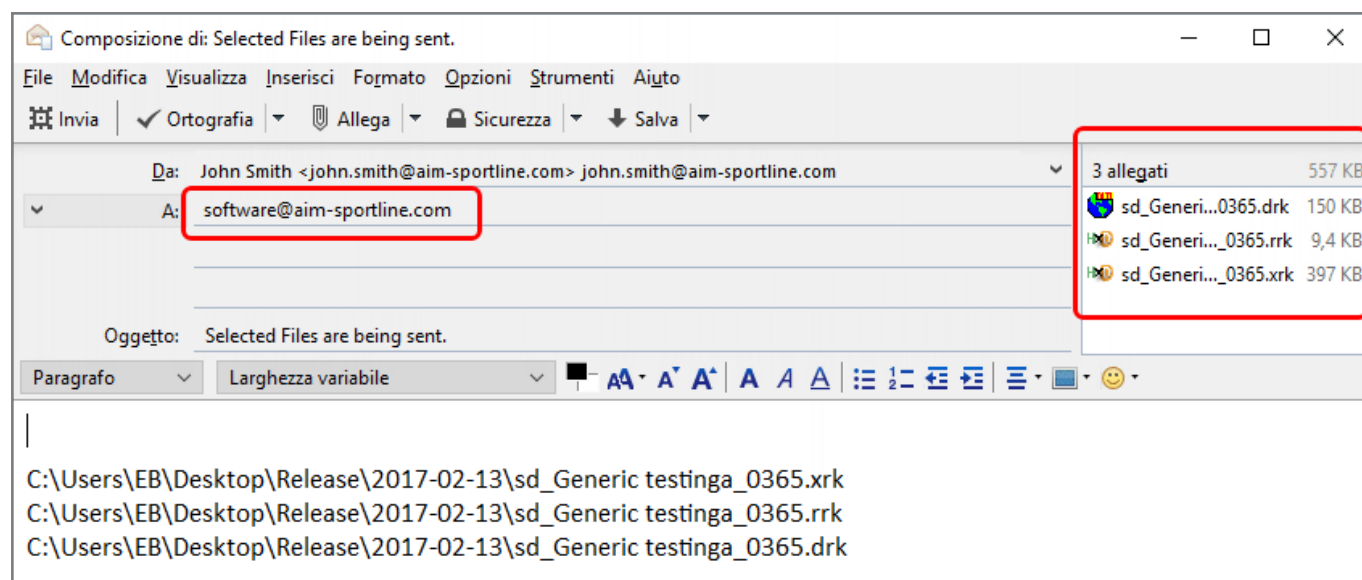 Composizione di: Selected Files are being sent.
File Modifica Visualizza Inserisci Formato Opzioni Strumenti Aiuto
Invia Ortografia Allega Sicurezza Salva
Da: John Smith <john.smith@aim-sportline.com> john.smith@aim-sportline.com
A: software@aim-sportline.com
3 allegati 557 KB
sd_Generi...0365.drk 150 KB
sd_Generi..._0365.rrk 9,4 KB
sd_Generi..._0365.xrk 397 KB
Oggetto: Selected Files are being sent.
Paragrafo Larghezza variabile
C:\Users\EB\Desktop\Release\2017-02-13\sd_Generic testinga_0365.xrk
C:\Users\EB\Desktop\Release\2017-02-13\sd_Generic testinga_0365.rrk
C:\Users\EB\Desktop\Release\2017-02-13\sd_Generic testinga_0365.drk